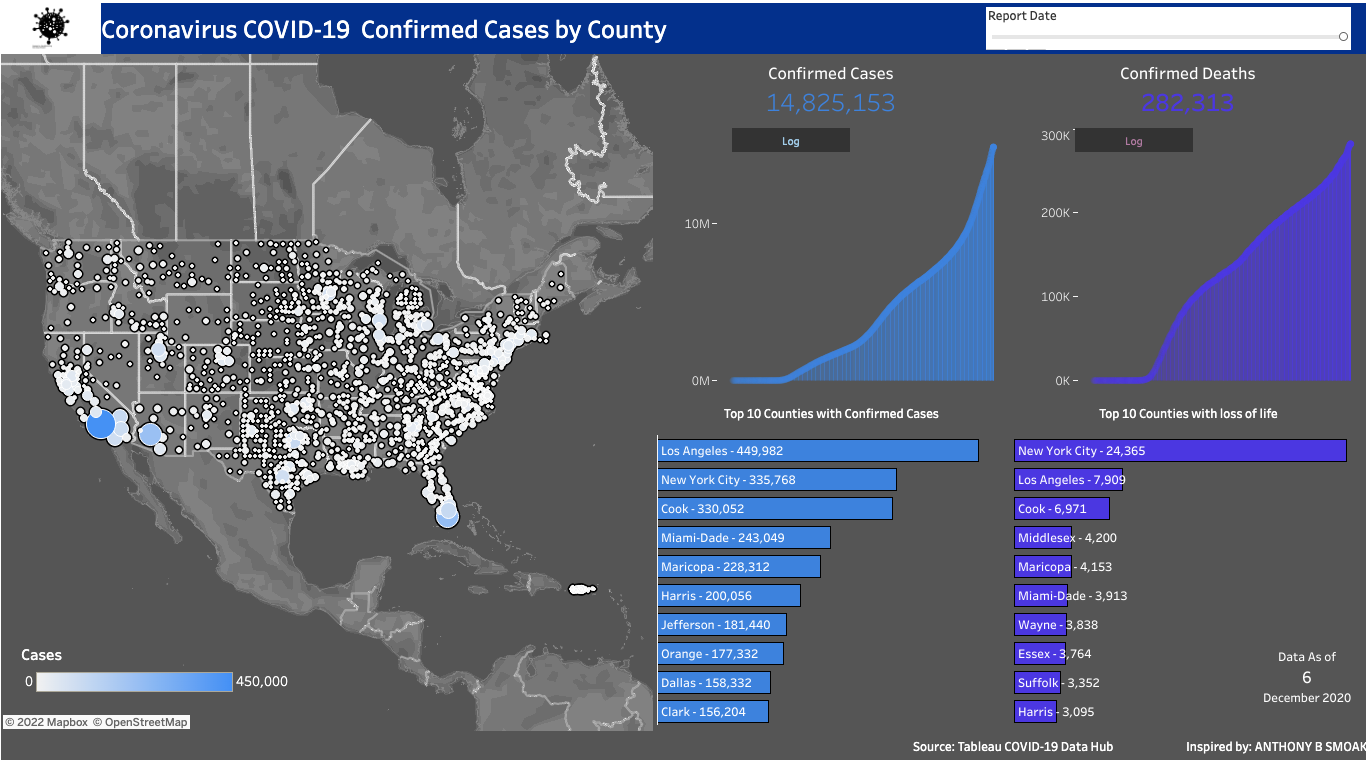 Coronavirus COVID-19 Confirmed Cases by County
Report Date
Confirmed Cases
14,825,153
Log
10M
0M
Confirmed Deaths
282,313
Log
300K
200K
100K
0K
Top 10 Counties with Confirmed Cases
Los Angeles - 449,982
New York City - 335,768
Cook - 330,052
Miami-Dade - 243,049
Maricopa - 228,312
Harris - 200,056
Jefferson - 181,440
Orange - 177,332
Dallas - 158,332
Clark - 156,204
Top 10 Counties with loss of life
New York City - 24,365
Los Angeles - 7,909
Cook - 6,971
Middlesex - 4,200
Maricopa - 4,153
Miami-Dade - 3,913
Wayne - 3,838
Essex - 3,764
Suffolk - 3,352
Harris - 3,095
Data As of
6
December 2020
Cases
0
450,000
© 2022 Mapbox © OpenStreetMap
Source: Tableau COVID-19 Data Hub
Inspired by: ANTHONY B SMOAK